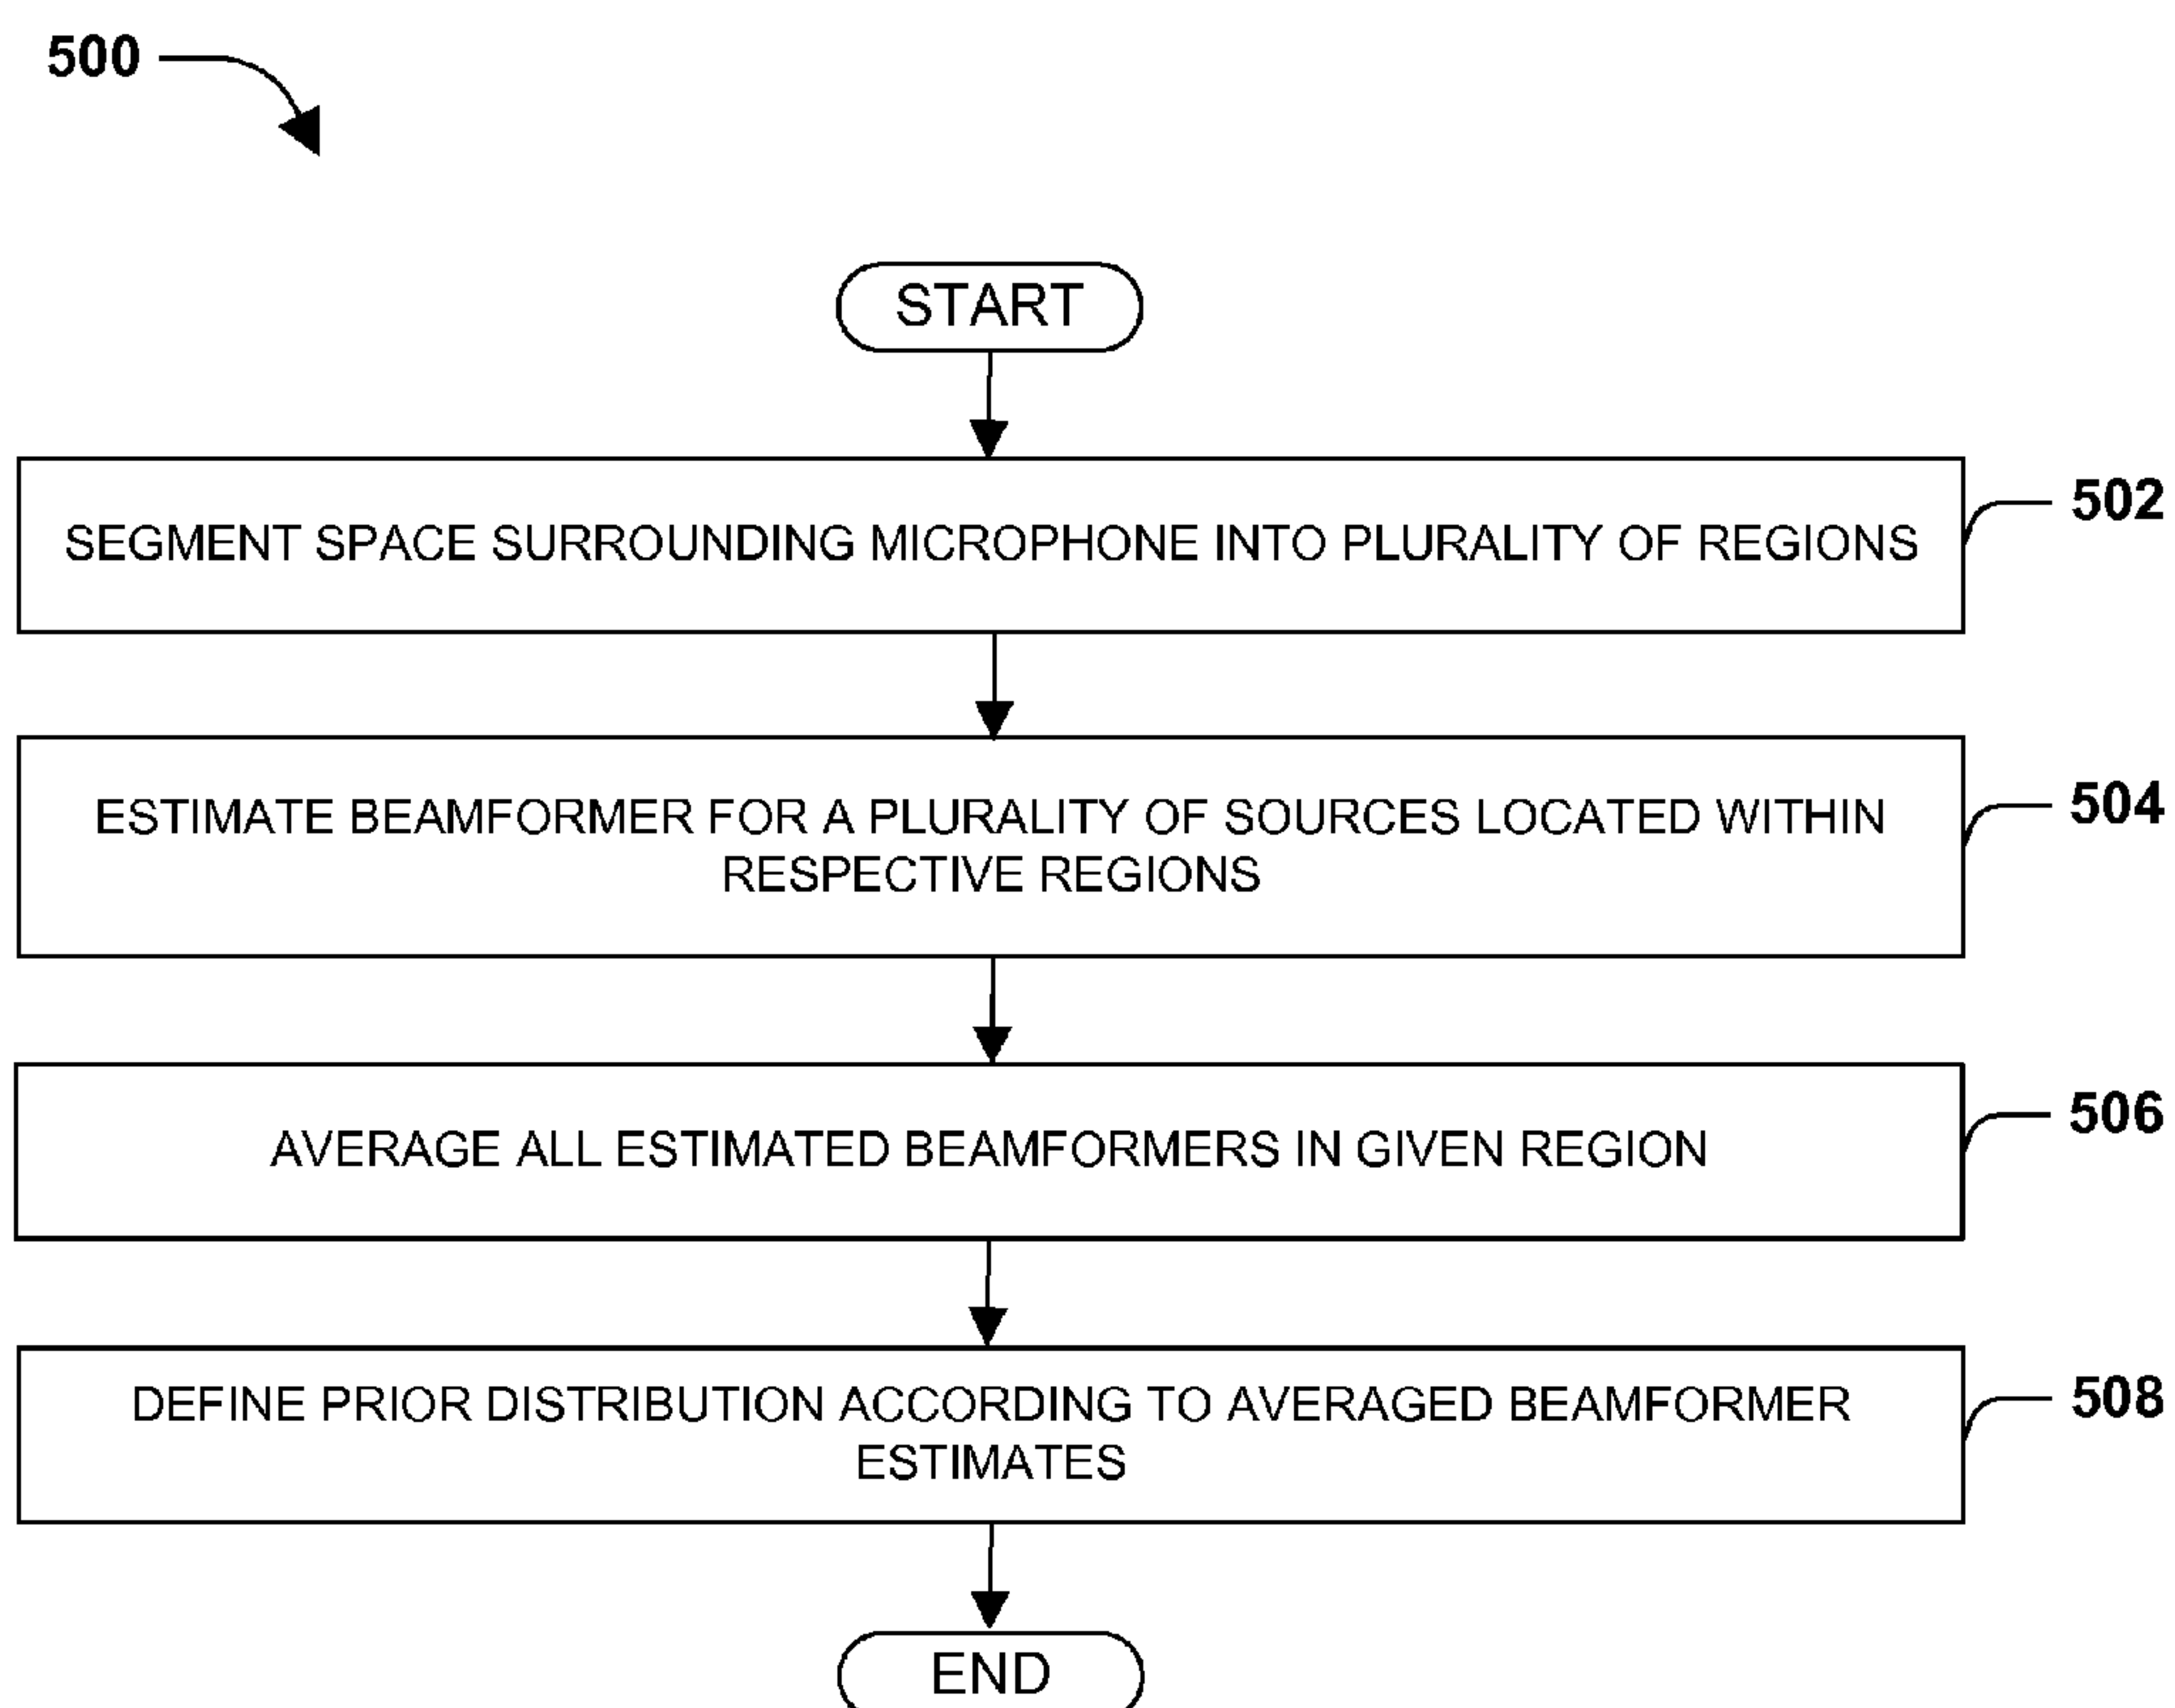 500
START
SEGMENT SPACE SURROUNDING MICROPHONE INTO PLURALITY OF REGIONS
502
ESTIMATE BEAMFORMER FOR A PLURALITY OF SOURCES LOCATED WITHIN
RESPECTIVE REGIONS
504
AVERAGE ALL ESTIMATED BEAMFORMERS IN GIVEN REGION
506
DEFINE PRIOR DISTRIBUTION ACCORDING TO AVERAGED BEAMFORMER
ESTIMATES
508
END